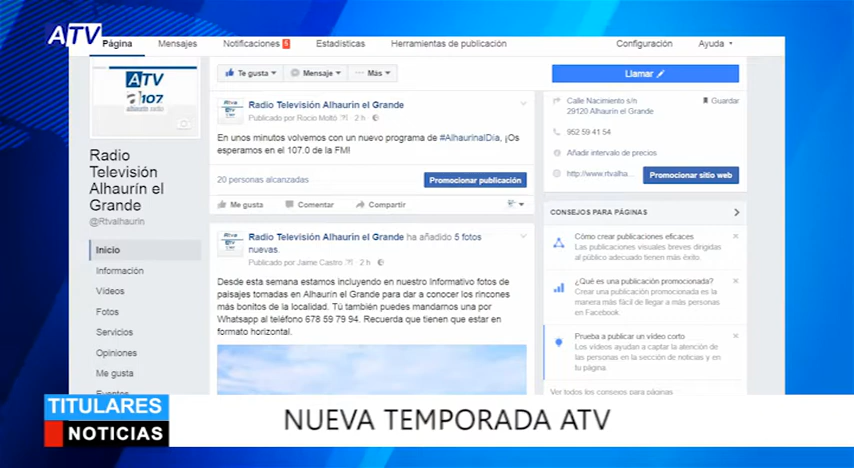 ATV
Página Mensajes Notificaciones 5 Estadísticas Herramientas de publicación Configuración Ayuda
ATV
107
alhaurín radio
Radio
Televisión
Alhaurín el
Grande
@Rtvalhaurin
Inicio
Información
Vídeos
Fotos
Servicios
Opiniones
Me gusta
Eventos
Te gusta Mensaje Más
Radio Televisión Alhaurín el Grande
Publicado por Rocio Moltó 2 h
En unos minutos volvemos con un nuevo programa de #AlhaurinalDía, ¡Os
esperamos en el 107.0 de la FM!
20 personas alcanzadas Promocionar publicación
Me gusta Comentar Compartir
Radio Televisión Alhaurín el Grande ha añadido 5 fotos
nuevas.
Publicado por Jaime Castro 2 h
Desde esta semana estamos incluyendo en nuestro Informativo fotos de
paisajes tomadas en Alhaurín el Grande para dar a conocer los rincones
más bonitos de la localidad. Tú también puedes mandarnos una por
Whatsapp al teléfono 678 59 79 94. Recuerda que tienen que estar en
formato horizontal.
Llamar
Calle Nacimiento s/n Guardar
29120 Alhaurín el Grande
952 59 41 54
Añadir intervalo de precios
http://www.rtvalha... Promocionar sitio web
CONSEJOS PARA PÁGINAS
Cómo crear publicaciones eficaces
Las publicaciones visuales breves dirigidas
al público adecuado tienen más éxito.
¿Qué es una publicación promocionada?
Crear una publicación promocionada es la
manera más fácil de llegar a más personas
en Facebook
Prueba a publicar un vídeo corto
Los vídeos ayudan a captar la atención de
las personas en la sección de noticias y en
tu página.
Ver todos los consejos para páginas
TITULARES
NOTICIAS
NUEVA TEMPORADA ATV